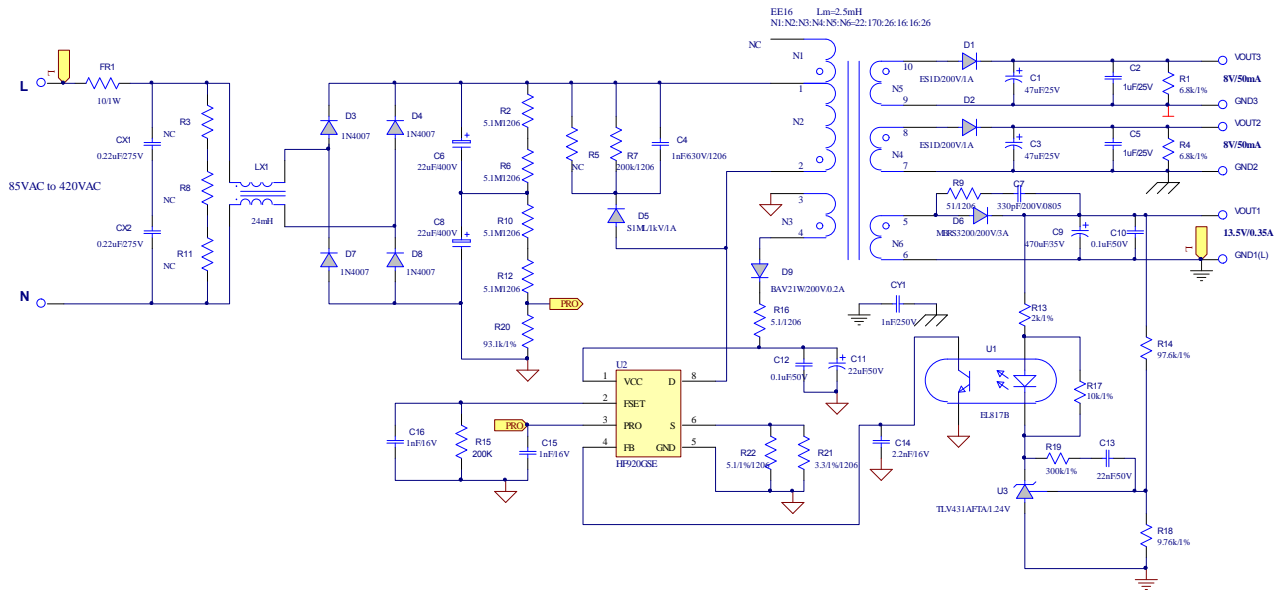 EE16 Lm=2.5mH
N1:N2:N3:N4:N5:N6=22:170:26:16:16:26
L
L
FR1
10/1W
CX1
NC
0.22uF/275V
R3
NC
R8
NC
CX2
0.22uF/275V
R11
NC
85VAC to 420VAC
N
LX1
24mH
D3
1N4007
D4
1N4007
D7
1N4007
D8
1N4007
C6
22uF/400V
C8
22uF/400V
R2
5.1M/1206
R6
5.1M/1206
R10
5.1M/1206
R12
5.1M/1206
PRO
R20
93.1k/1%
R5
NC
R7
200k/1206
C4
1nF/630V/1206
D5
S1ML/1kV/1A
NC
N1
1
N2
2
3
N3
4
10
N5
9
8
N4
7
5
N6
6
D1
ES1D/200V/1A
D2
ES1D/200V/1A
C1
47uF/25V
C2
1uF/25V
R1
6.8k/1%
VOUT3
8V/50mA
GND3
C3
47uF/25V
C5
1uF/25V
R4
6.8k/1%
VOUT2
8V/50mA
GND2
R9
51/1206
C7
330pF/200V/0805
D6
MBRS3200/200V/3A
C9
470uF/35V
C10
0.1uF/50V
VOUT1
13.5V/0.35A
L
GND1(L)
D9
BAV21W/200V/0.2A
R16
5.1/1206
CY1
1nF/250V
C12
0.1uF/50V
C11
22uF/50V
U2
1 VCC D 8
2 FSET
3 PRO S 6
4 FB GND 5
HF920GSE
PRO
C16
1nF/16V
R15
200K
C15
1nF/16V
R22
5.1/1%/1206
R21
3.3/1%/1206
C14
2.2nF/16V
U1
EL817B
R13
2k/1%
R17
10k/1%
R14
97.6k/1%
R19
300k/1%
C13
22nF/50V
U3
TLV431AFTA/1.24V
R18
9.76k/1%